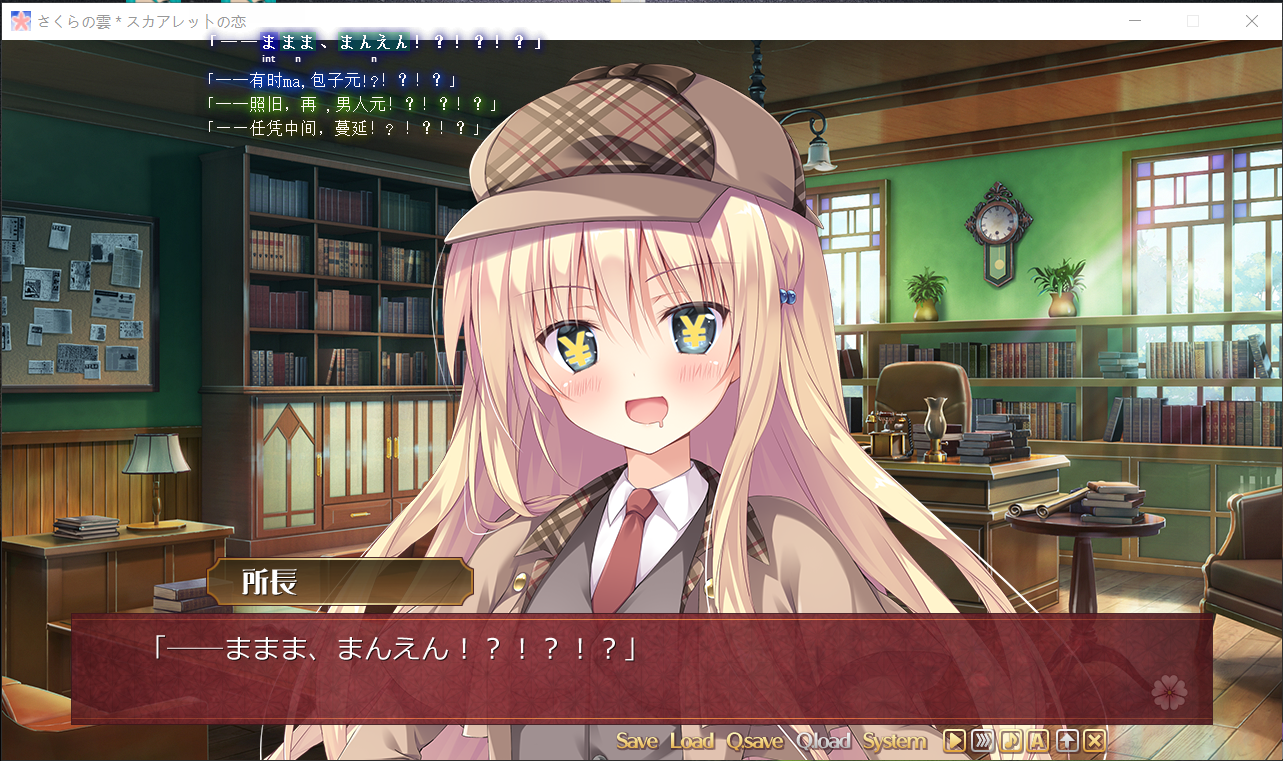 さくらの雲＊スカアレットの恋
「――ままま、まんえん！？！？！？」
int n n
「――有时ma,包子元!?！？！？」
「――照旧，再 ,男人元！？！？！？」
「――任凭中间，蔓延！？！？！？」
所長
「――ままま、まんえん！？！？！？」
Save Load Qsave Qload System
A